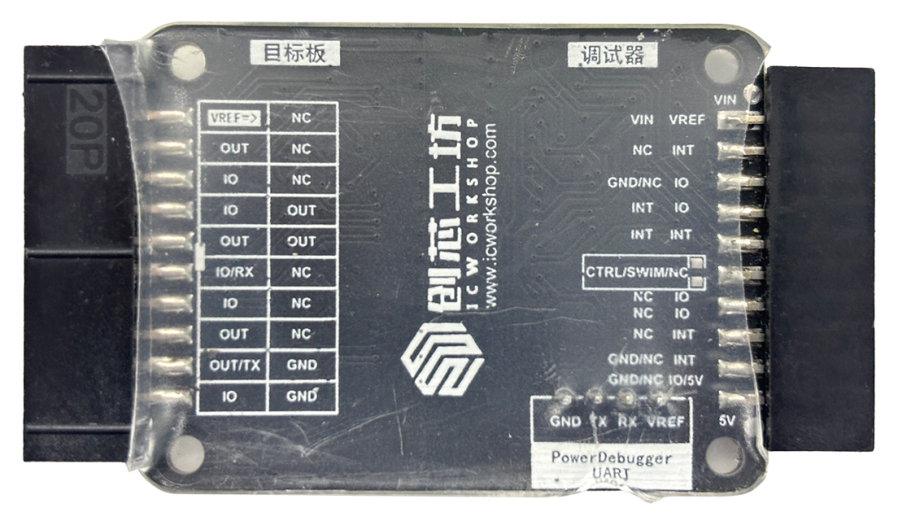 目标板
调试器
20P
VREF=> NC
OUT NC
IO NC
IO OUT
OUT OUT
IO/RX NC
IO NC
OUT NC
OUT/TX GND
IO GND
创芯工坊
ICWORKSHOP
www.icworkshop.com
VIN
VIN VREF
NC INT
GND/NC IO
INT IO
INT INT
CTRL/SWIM/NC
NC IO
NC IO
NC INT
GND/NC INT
GND/NC IO/5V
5V
GND TX RX VREF
PowerDebugger
UART